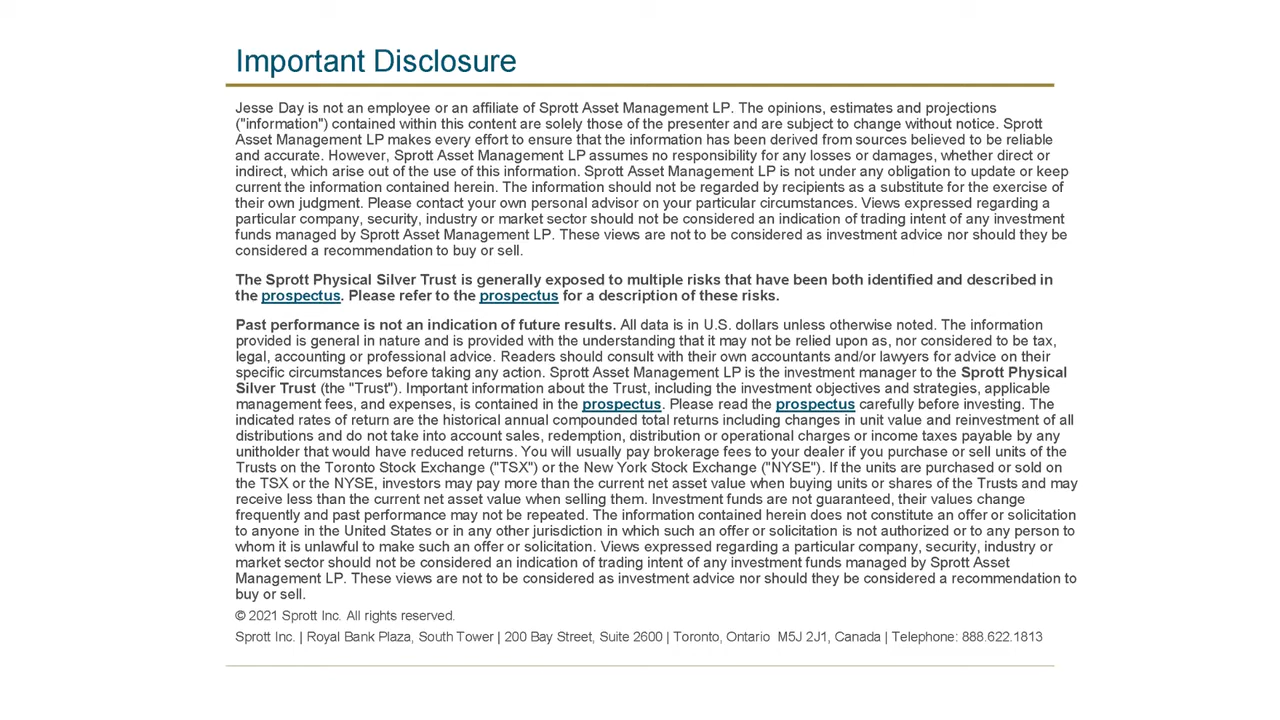 Important Disclosure
Jesse Day is not an employee or an affiliate of Sprott Asset Management LP. The opinions, estimates and projections
("information") contained within this content are solely those of the presenter and are subject to change without notice. Sprott
Asset Management LP makes every effort to ensure that the information has been derived from sources believed to be reliable
and accurate. However, Sprott Asset Management LP assumes no responsibility for any losses or damages, whether direct or
indirect, which arise out of the use of this information. Sprott Asset Management LP is not under any obligation to update or keep
current the information contained herein. The information should not be regarded by recipients as a substitute for the exercise of
their own judgment. Please contact your own personal advisor on your particular circumstances. Views expressed regarding a
particular company, security, industry or market sector should not be considered an indication of trading intent of any investment
funds managed by Sprott Asset Management LP. These views are not to be considered as investment advice nor should they be
considered a recommendation to buy or sell.
The Sprott Physical Silver Trust is generally exposed to multiple risks that have been both identified and described in
the prospectus. Please refer to the prospectus for a description of these risks.
Past performance is not an indication of future results. All data is in U.S. dollars unless otherwise noted. The information
provided is general in nature and is provided with the understanding that it may not be relied upon as, nor considered to be tax,
legal, accounting or professional advice. Readers should consult with their own accountants and/or lawyers for advice on their
specific circumstances before taking any action. Sprott Asset Management LP is the investment manager to the Sprott Physical
Silver Trust (the "Trust"). Important information about the Trust, including the investment objectives and strategies, applicable
management fees, and expenses, is contained in the prospectus. Please read the prospectus carefully before investing. The
indicated rates of return are the historical annual compounded total returns including changes in unit value and reinvestment of all
distributions and do not take into account sales, redemption, distribution or operational charges or income taxes payable by any
unitholder that would have reduced returns. You will usually pay brokerage fees to your dealer if you purchase or sell units of the
Trusts on the Toronto Stock Exchange ("TSX") or the New York Stock Exchange ("NYSE"). If the units are purchased or sold on
the TSX or the NYSE, investors may pay more than the current net asset value when buying units or shares of the Trusts and may
receive less than the current net asset value when selling them. Investment funds are not guaranteed, their values change
frequently and past performance may not be repeated. The information contained herein does not constitute an offer or solicitation
to anyone in the United States or in any other jurisdiction in which such an offer or solicitation is not authorized or to any person to
whom it is unlawful to make such an offer or solicitation. Views expressed regarding a particular company, security, industry or
market sector should not be considered an indication of trading intent of any investment funds managed by Sprott Asset
Management LP. These views are not to be considered as investment advice nor should they be considered a recommendation to
buy or sell.
© 2021 Sprott Inc. All rights reserved.
Sprott Inc. | Royal Bank Plaza, South Tower | 200 Bay Street, Suite 2600 | Toronto, Ontario M5J 2J1, Canada | Telephone: 888.622.1813